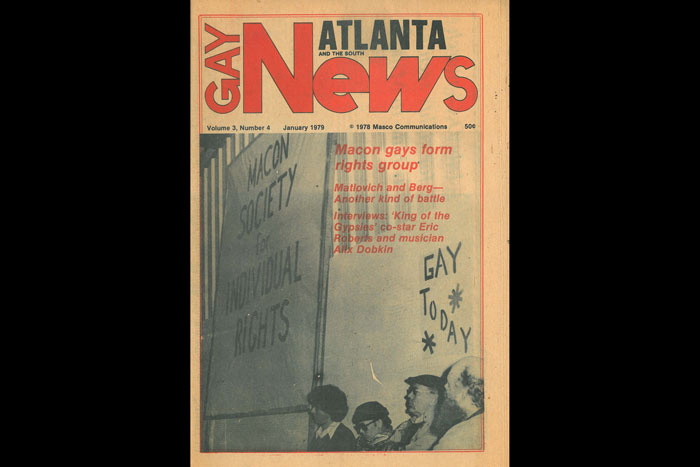 GAY
ATLANTA
AND THE SOUTH
News
Volume 3, Number 4 January 1979 © 1978 Masco Communications 50¢
Macon gays form
rights group
Matlovich and Berg—
Another kind of battle
Interviews: 'King of the
Gypsies' co-star Eric
Roberts and musician
Alix Dobkin
MACON
SOCIETY
for
INDIVIDUAL
RIGHTS
GAY
TODAY